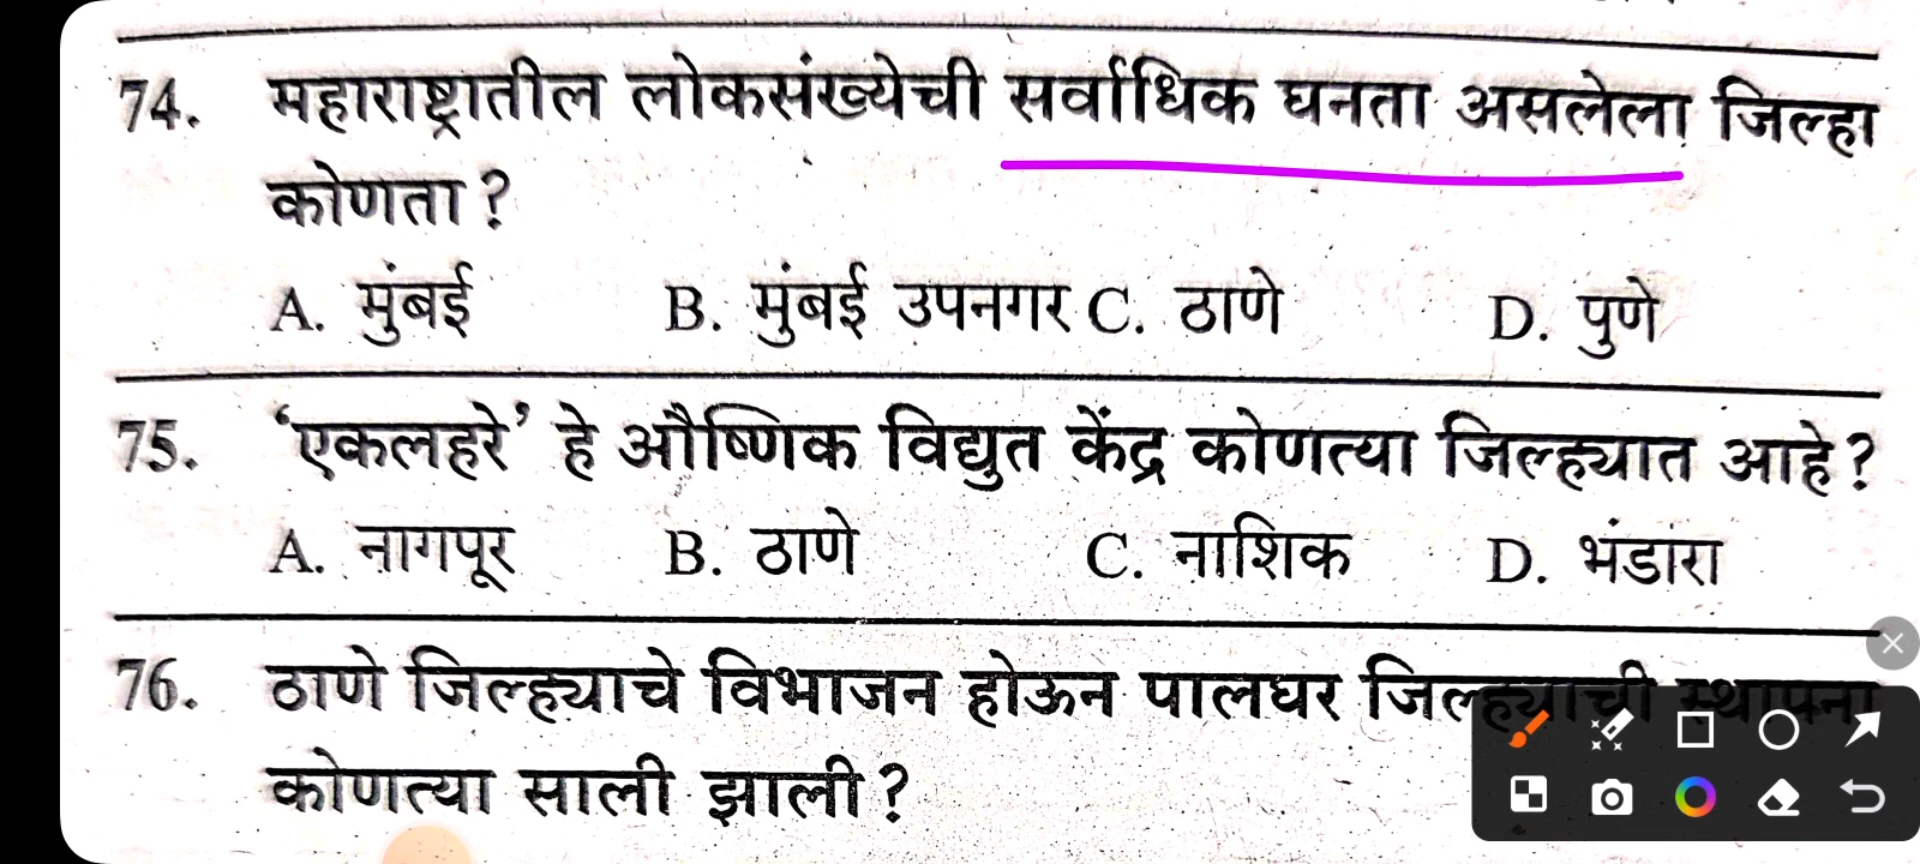 74. महाराष्ट्रातील लोकसंख्येची सर्वाधिक घनता असलेला जिल्हा
कोणता?
A. मुंबई B. मुंबई उपनगर C. ठाणे D. पुणे
75. ‘एकलहरे’ हे औष्णिक विद्युत केंद्र कोणत्या जिल्ह्यात आहे?
A. नागपूर B. ठाणे C. नाशिक D. भंडारा
76. ठाणे जिल्ह्याचे विभाजन होऊन पालघर जिल्ह्याची स्थापना
कोणत्या साली झाली?